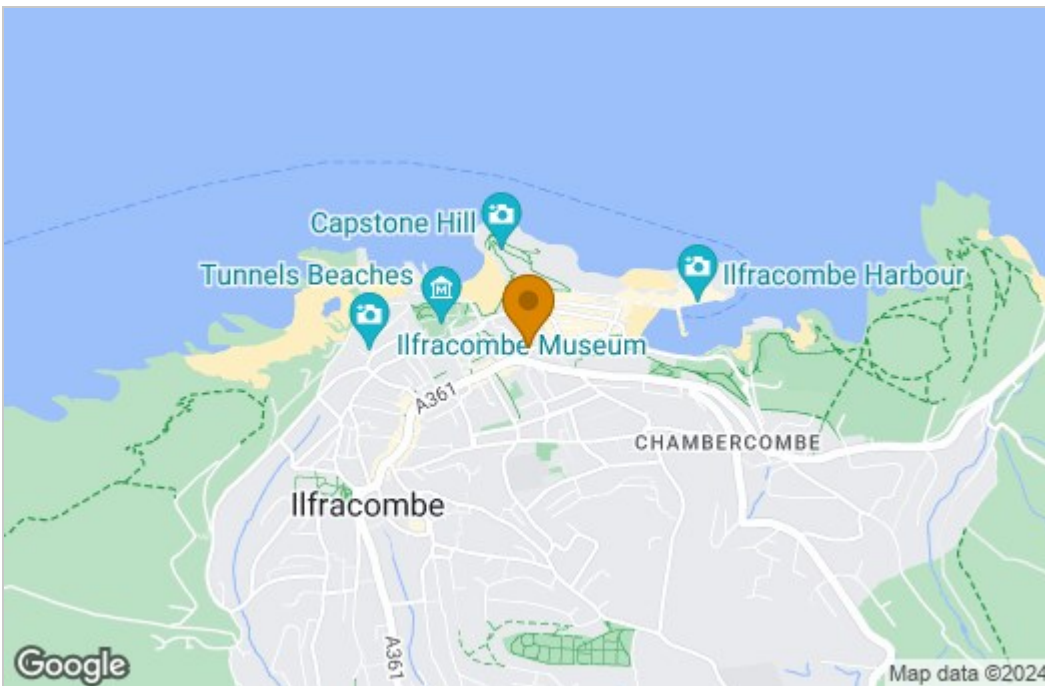 Capstone Hill
Tunnels Beaches
Ilfracombe Harbour
Ilfracombe Museum
A361
CHAMBERCOMBE
Ilfracombe
A361
Google
Map data ©2024